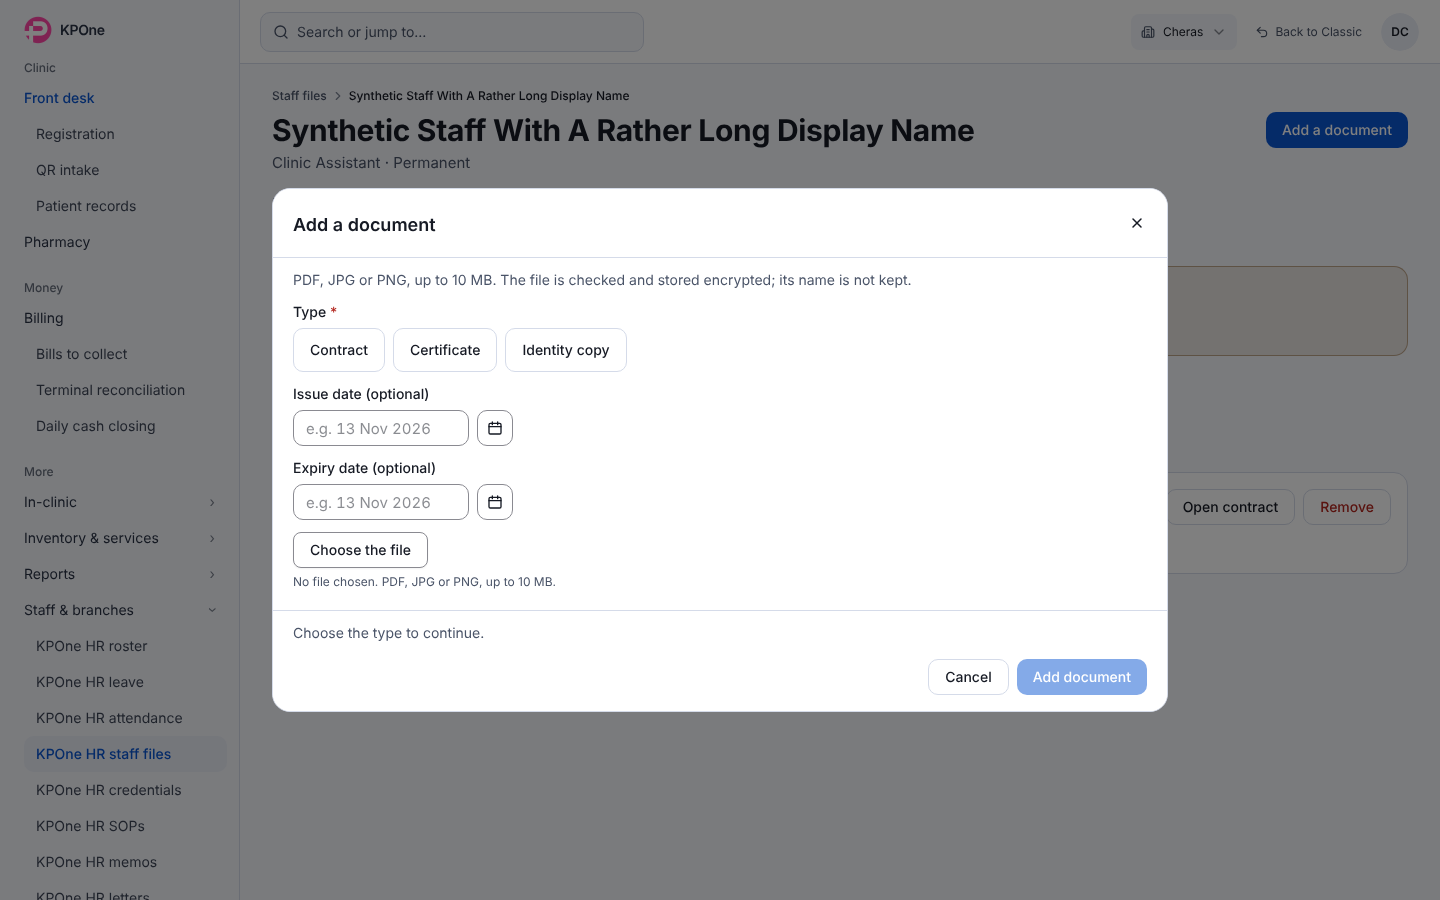 KPOne
Search or jump to...
Cheras
Back to Classic
DC
Clinic
Front desk
Registration
QR intake
Patient records
Pharmacy
Money
Billing
Bills to collect
Terminal reconciliation
Daily cash closing
More
In-clinic
Inventory & services
Reports
Staff & branches
KPOne HR roster
KPOne HR leave
KPOne HR attendance
KPOne HR staff files
KPOne HR credentials
KPOne HR SOPs
KPOne HR memos
KPOne HR letters
Staff files > Synthetic Staff With A Rather Long Display Name
Synthetic Staff With A Rather Long Display Name
Add a document
Clinic Assistant · Permanent
Add a document
PDF, JPG or PNG, up to 10 MB. The file is checked and stored encrypted; its name is not kept.
Type *
Contract
Certificate
Identity copy
Issue date (optional)
e.g. 13 Nov 2026
Expiry date (optional)
e.g. 13 Nov 2026
Choose the file
No file chosen. PDF, JPG or PNG, up to 10 MB.
Choose the type to continue.
Cancel
Add document
Open contract
Remove